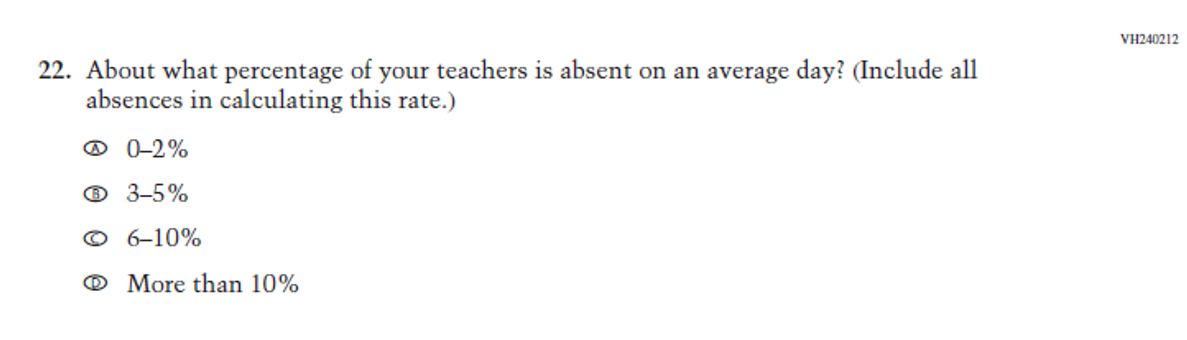 VH240212
22. About what percentage of your teachers is absent on an average day? (Include all
absences in calculating this rate.)
Ⓐ 0–2%
Ⓑ 3–5%
Ⓒ 6–10%
Ⓓ More than 10%